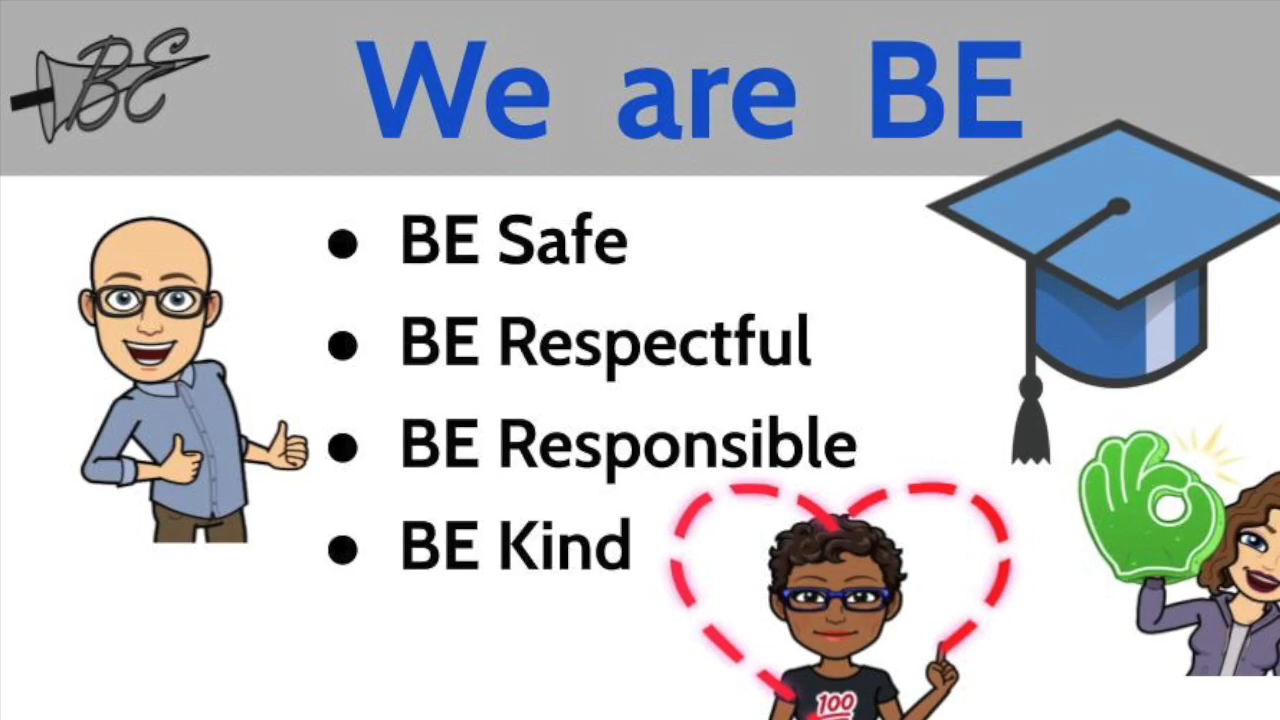 BE
We are BE
● BE Safe
● BE Respectful
● BE Responsible
● BE Kind
100